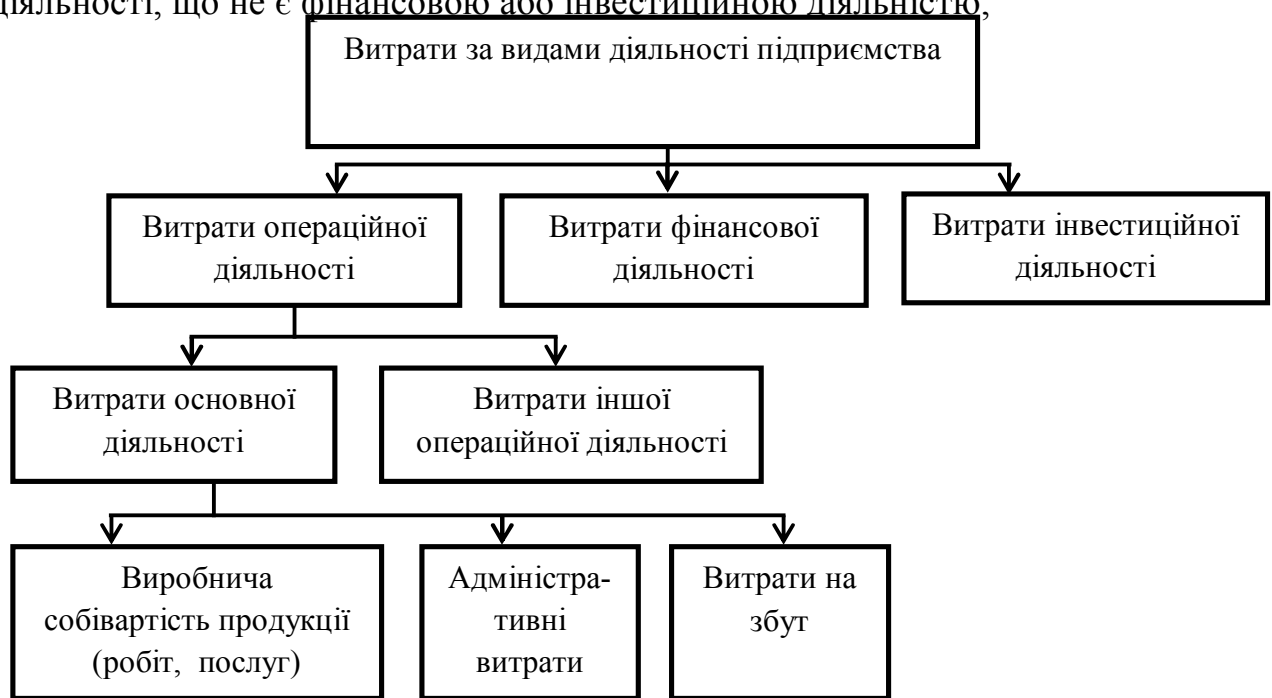 діяльності, що не є фінансовою або інвестиційною діяльністю,
Витрати за видами діяльності підприємства
Витрати операційної
діяльності
Витрати фінансової
діяльності
Витрати інвестиційної
діяльності
Витрати основної
діяльності
Витрати іншої
операційної діяльності
Виробнича
собівартість продукції
(робіт, послуг)
Адміністра-
тивні
витрати
Витрати на
збут